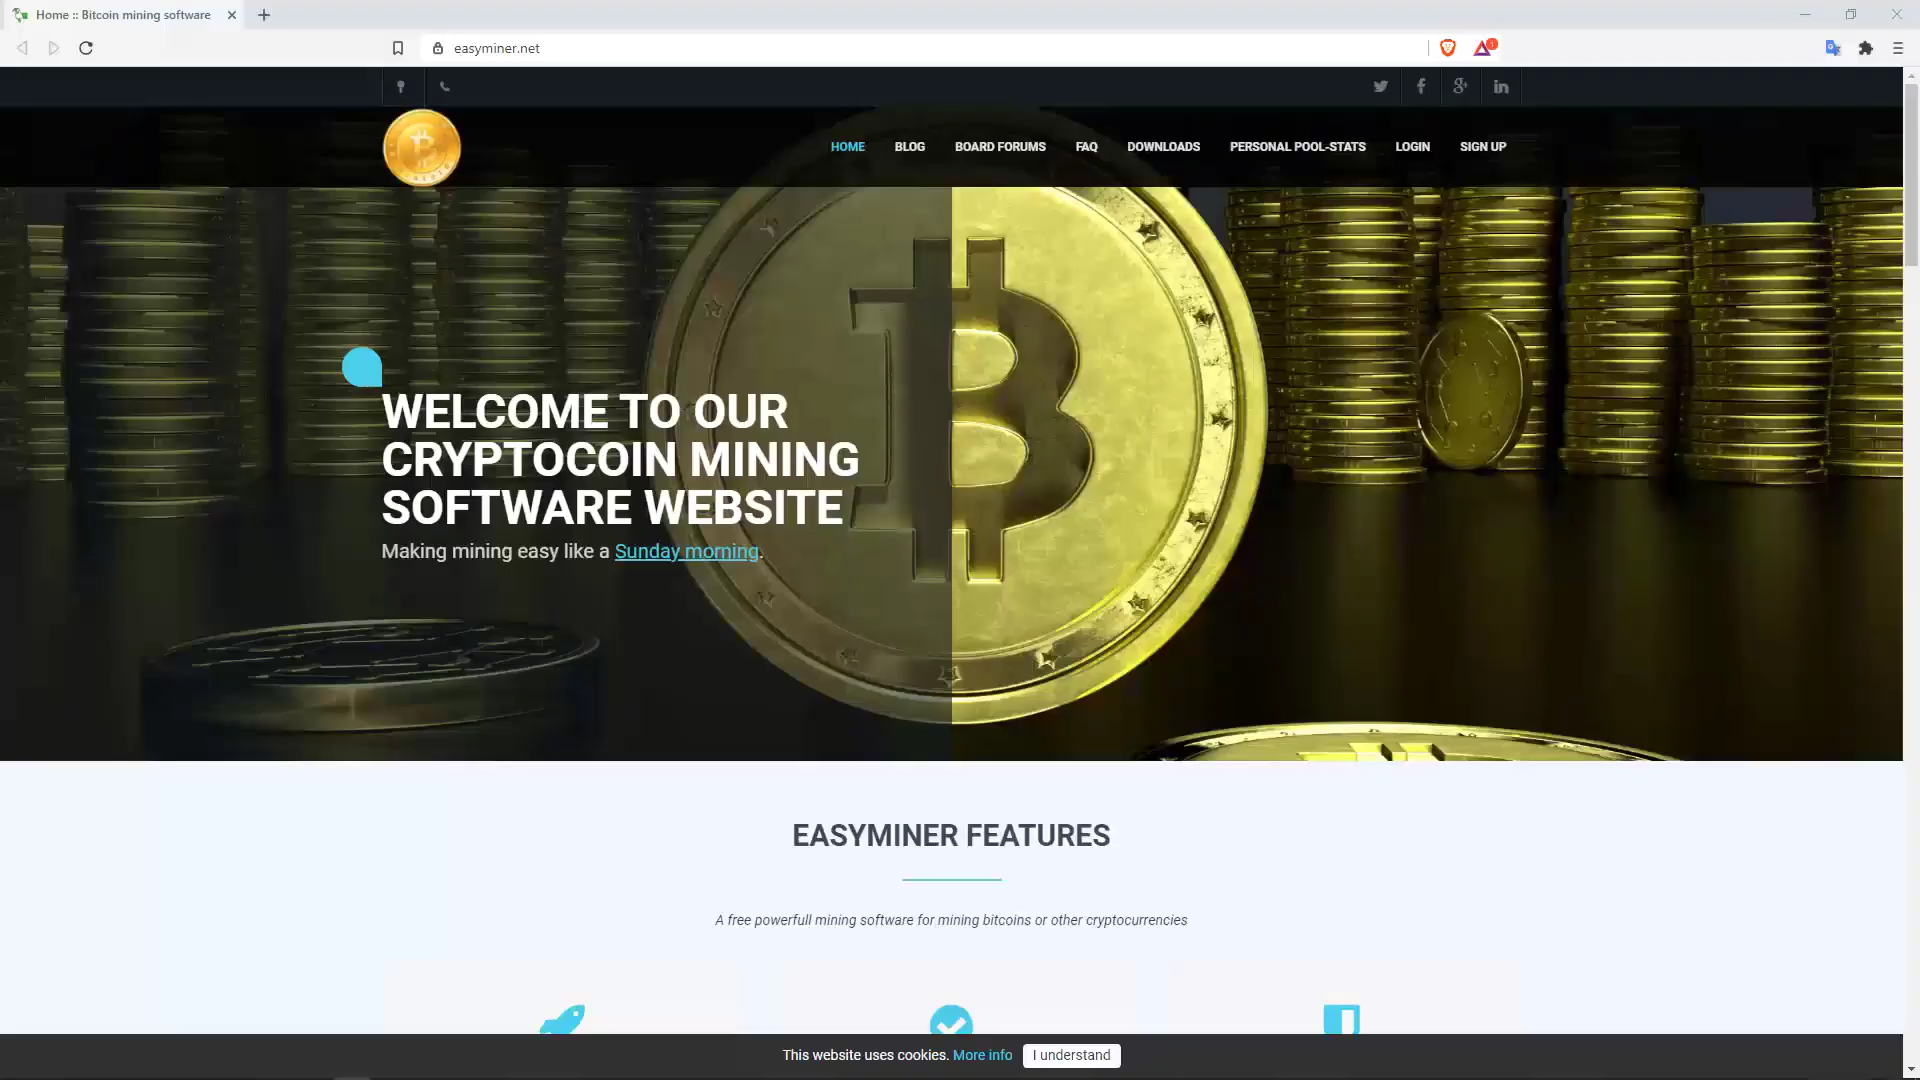 Home :: Bitcoin mining software
easyminer.net
1
HOME BLOG BOARD FORUMS FAQ DOWNLOADS PERSONAL POOL-STATS LOGIN SIGN UP
WELCOME TO OUR
CRYPTOCOIN MINING
SOFTWARE WEBSITE
Making mining easy like a Sunday morning.
EASYMINER FEATURES
A free powerfull mining software for mining bitcoins or other cryptocurrencies
This website uses cookies. More info I understand